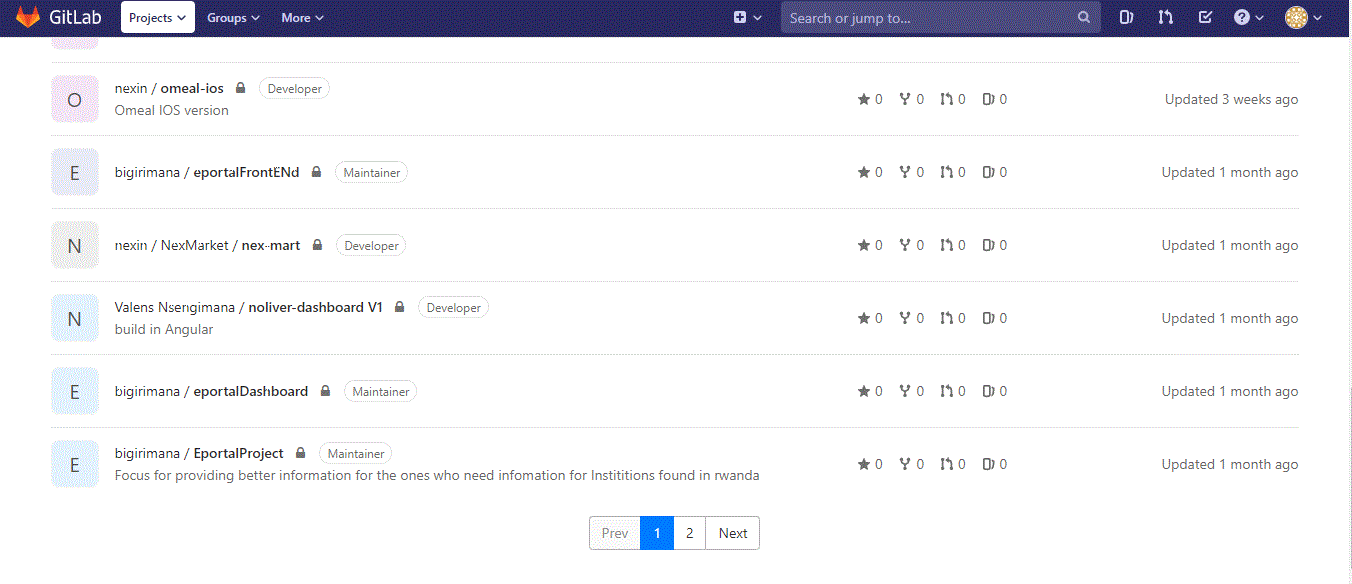 GitLab Projects Groups More Search or jump to...
O nexin / omeal-ios Developer 0 0 0 0 Updated 3 weeks ago
Omeal IOS version
E bigirimana / eportalFrontENd Maintainer 0 0 0 0 Updated 1 month ago
N nexin / NexMarket / nex-mart Developer 0 0 0 0 Updated 1 month ago
N Valens Nsengimana / noliver-dashboard V1 Developer 0 0 0 0 Updated 1 month ago
build in Angular
E bigirimana / eportalDashboard Maintainer 0 0 0 0 Updated 1 month ago
E bigirimana / EportalProject Maintainer 0 0 0 0 Updated 1 month ago
Focus for providing better information for the ones who need infomation for Instititions found in rwanda
Prev 1 2 Next